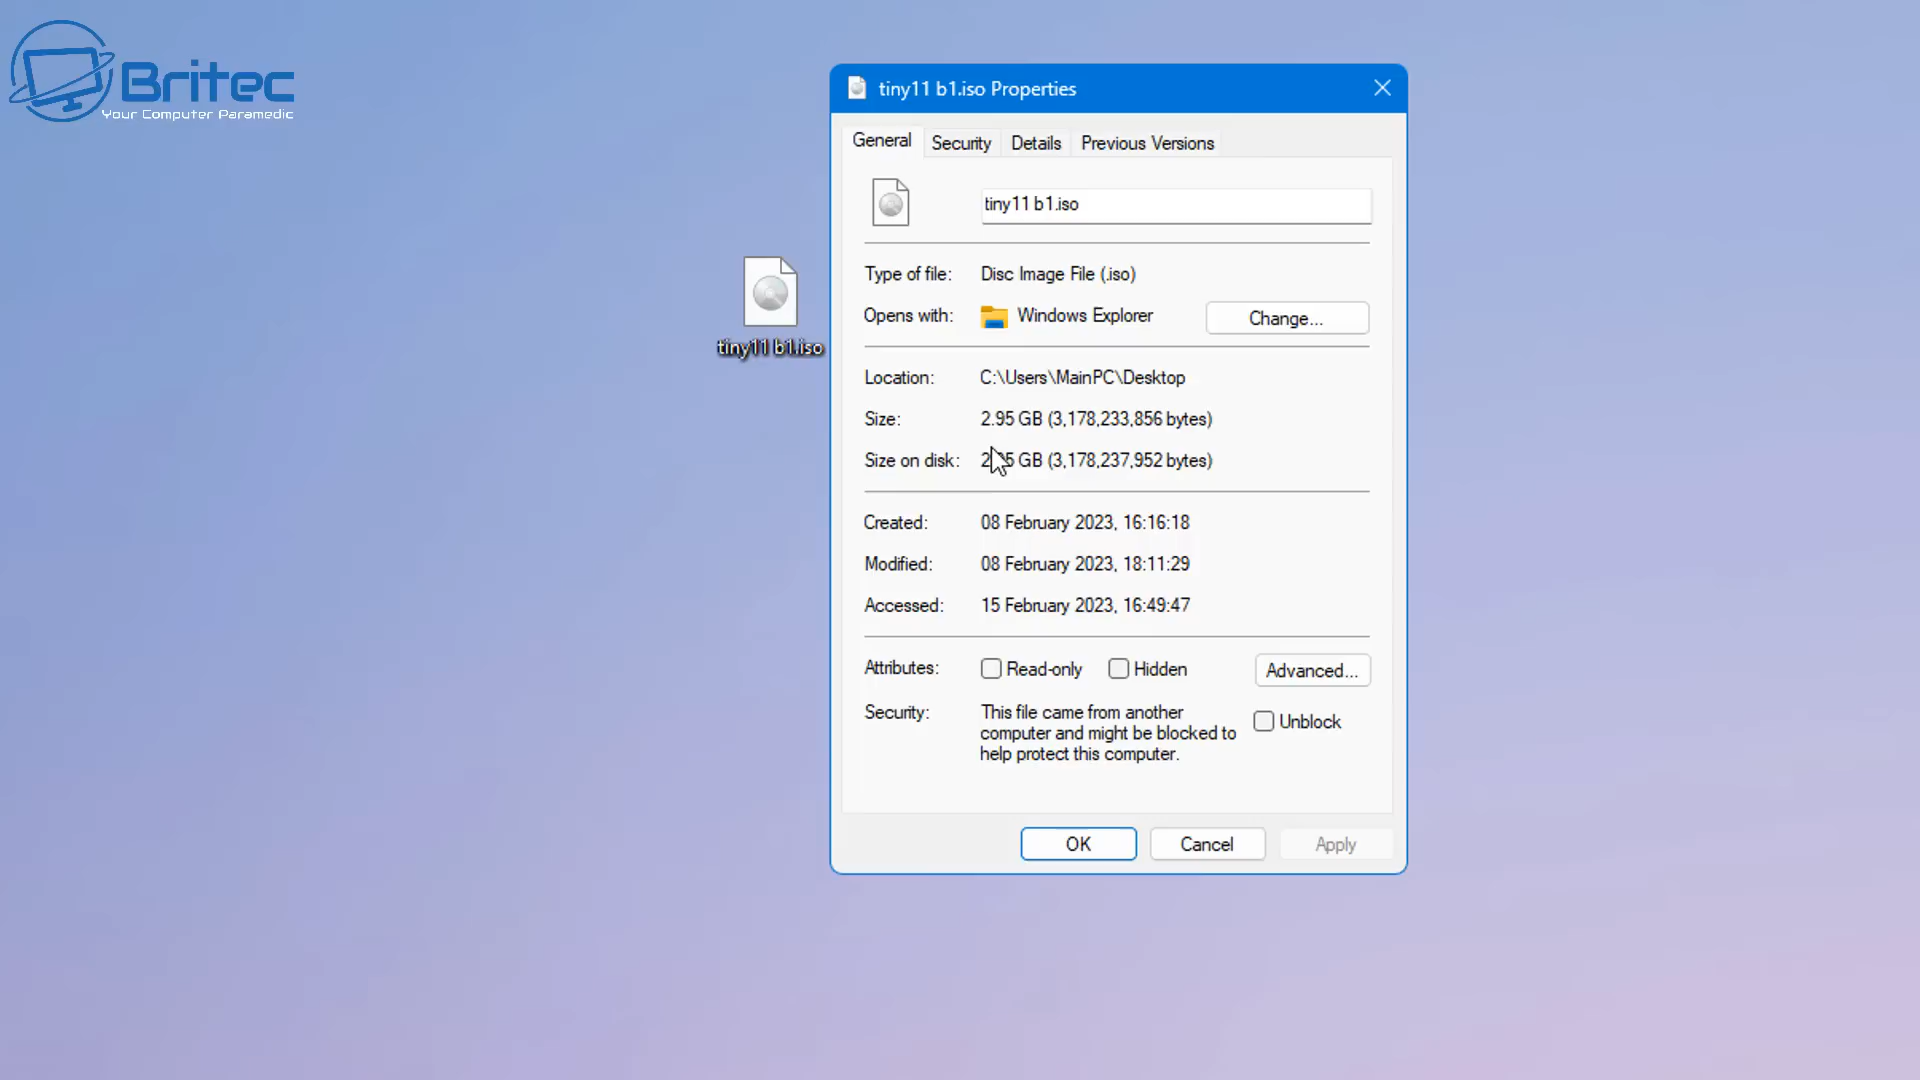 Britec
Your Computer Paramedic
tiny11 b1.iso
tiny11 b1.iso Properties
General Security Details Previous Versions
tiny11 b1.iso
Type of file: Disc Image File (.iso)
Opens with: Windows Explorer Change...
Location: C:\Users\MainPC\Desktop
Size: 2.95 GB (3,178,233,856 bytes)
Size on disk: GB (3,178,237,952 bytes)
Created: 08 February 2023, 16:16:18
Modified: 08 February 2023, 18:11:29
Accessed: 15 February 2023, 16:49:47
Attributes: Read-only Hidden Advanced...
Security: This file came from another
computer and might be blocked to
help protect this computer.
Unblock
OK Cancel Apply